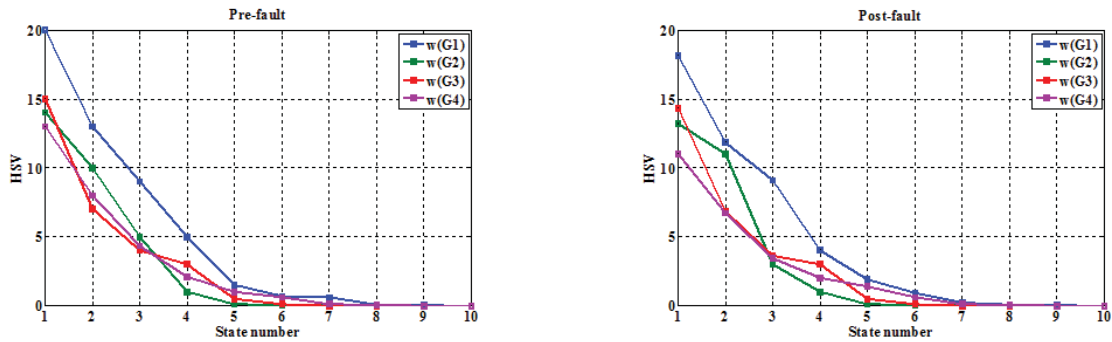 Pre-fault
20
15
10
5
0
HSV
w(G1)
w(G2)
w(G3)
w(G4)
1 2 3 4 5 6 7 8 9 10
State number
Post-fault
20
15
10
5
0
HSV
w(G1)
w(G2)
w(G3)
w(G4)
1 2 3 4 5 6 7 8 9 10
State number